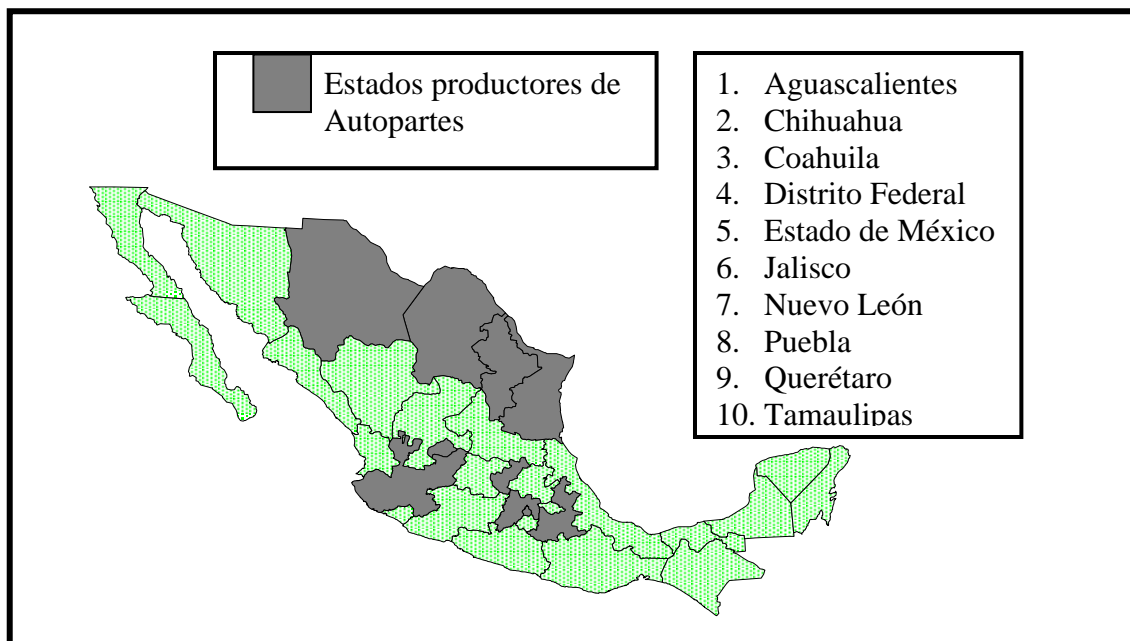 Estados productores de
Autopartes
1. Aguascalientes
2. Chihuahua
3. Coahuila
4. Distrito Federal
5. Estado de México
6. Jalisco
7. Nuevo León
8. Puebla
9. Querétaro
10. Tamaulipas